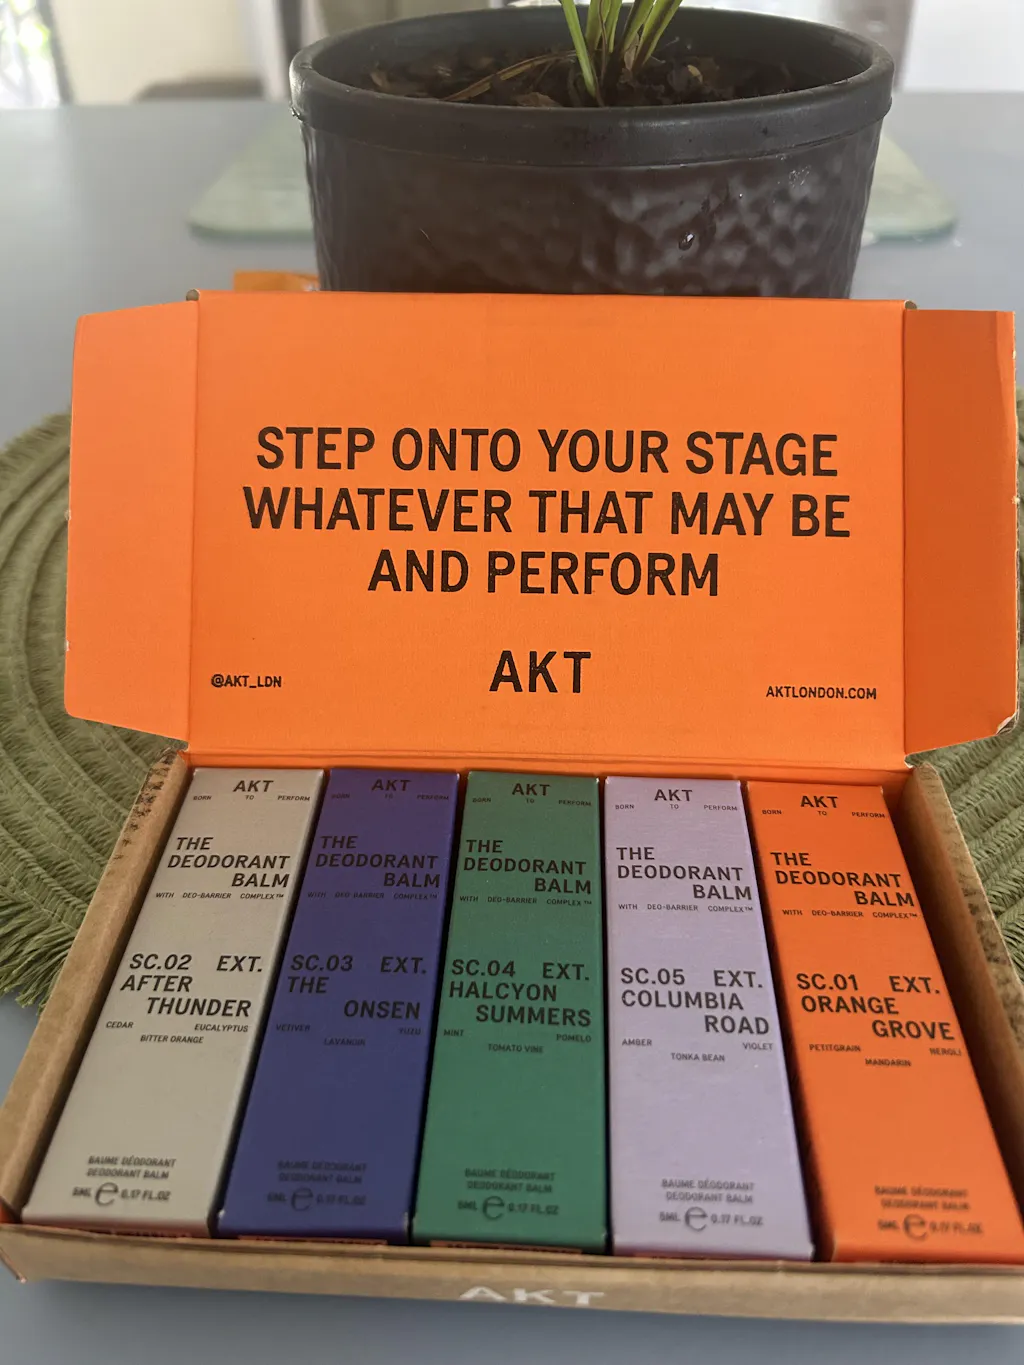 STEP ONTO YOUR STAGE
WHATEVER THAT MAY BE
AND PERFORM
AKT
@AKT_LDN
AKTLONDON.COM
AKT
BORN TO PERFORM
THE
DEODORANT
BALM
WITH DEO-BARRIER COMPLEX™
SC.02 EXT.
AFTER
THUNDER
CEDAR EUCALYPTUS
BITTER ORANGE
BAUME DÉODORANT
DEODORANT BALM
5ML e 0.17 FL.OZ
AKT
BORN TO PERFORM
THE
DEODORANT
BALM
WITH DEO-BARRIER COMPLEX™
SC.03 EXT.
THE
ONSEN
VETIVER YUZU
LAVANDIN
BAUME DÉODORANT
DEODORANT BALM
5ML e 0.17 FL.OZ
AKT
BORN TO PERFORM
THE
DEODORANT
BALM
WITH DEO-BARRIER COMPLEX™
SC.04 EXT.
HALCYON
SUMMERS
MINT POMELO
TOMATO VINE
BAUME DÉODORANT
DEODORANT BALM
5ML e 0.17 FL.OZ
AKT
BORN TO PERFORM
THE
DEODORANT
BALM
WITH DEO-BARRIER COMPLEX™
SC.05 EXT.
COLUMBIA
ROAD
AMBER VIOLET
TONKA BEAN
BAUME DÉODORANT
DEODORANT BALM
5ML e 0.17 FL.OZ
AKT
BORN TO PERFORM
THE
DEODORANT
BALM
WITH DEO-BARRIER COMPLEX™
SC.01 EXT.
ORANGE
GROVE
PETITGRAIN NEROLI
MANDARIN
BAUME DÉODORANT
DEODORANT BALM
5ML e 0.17 FL.OZ
AKT